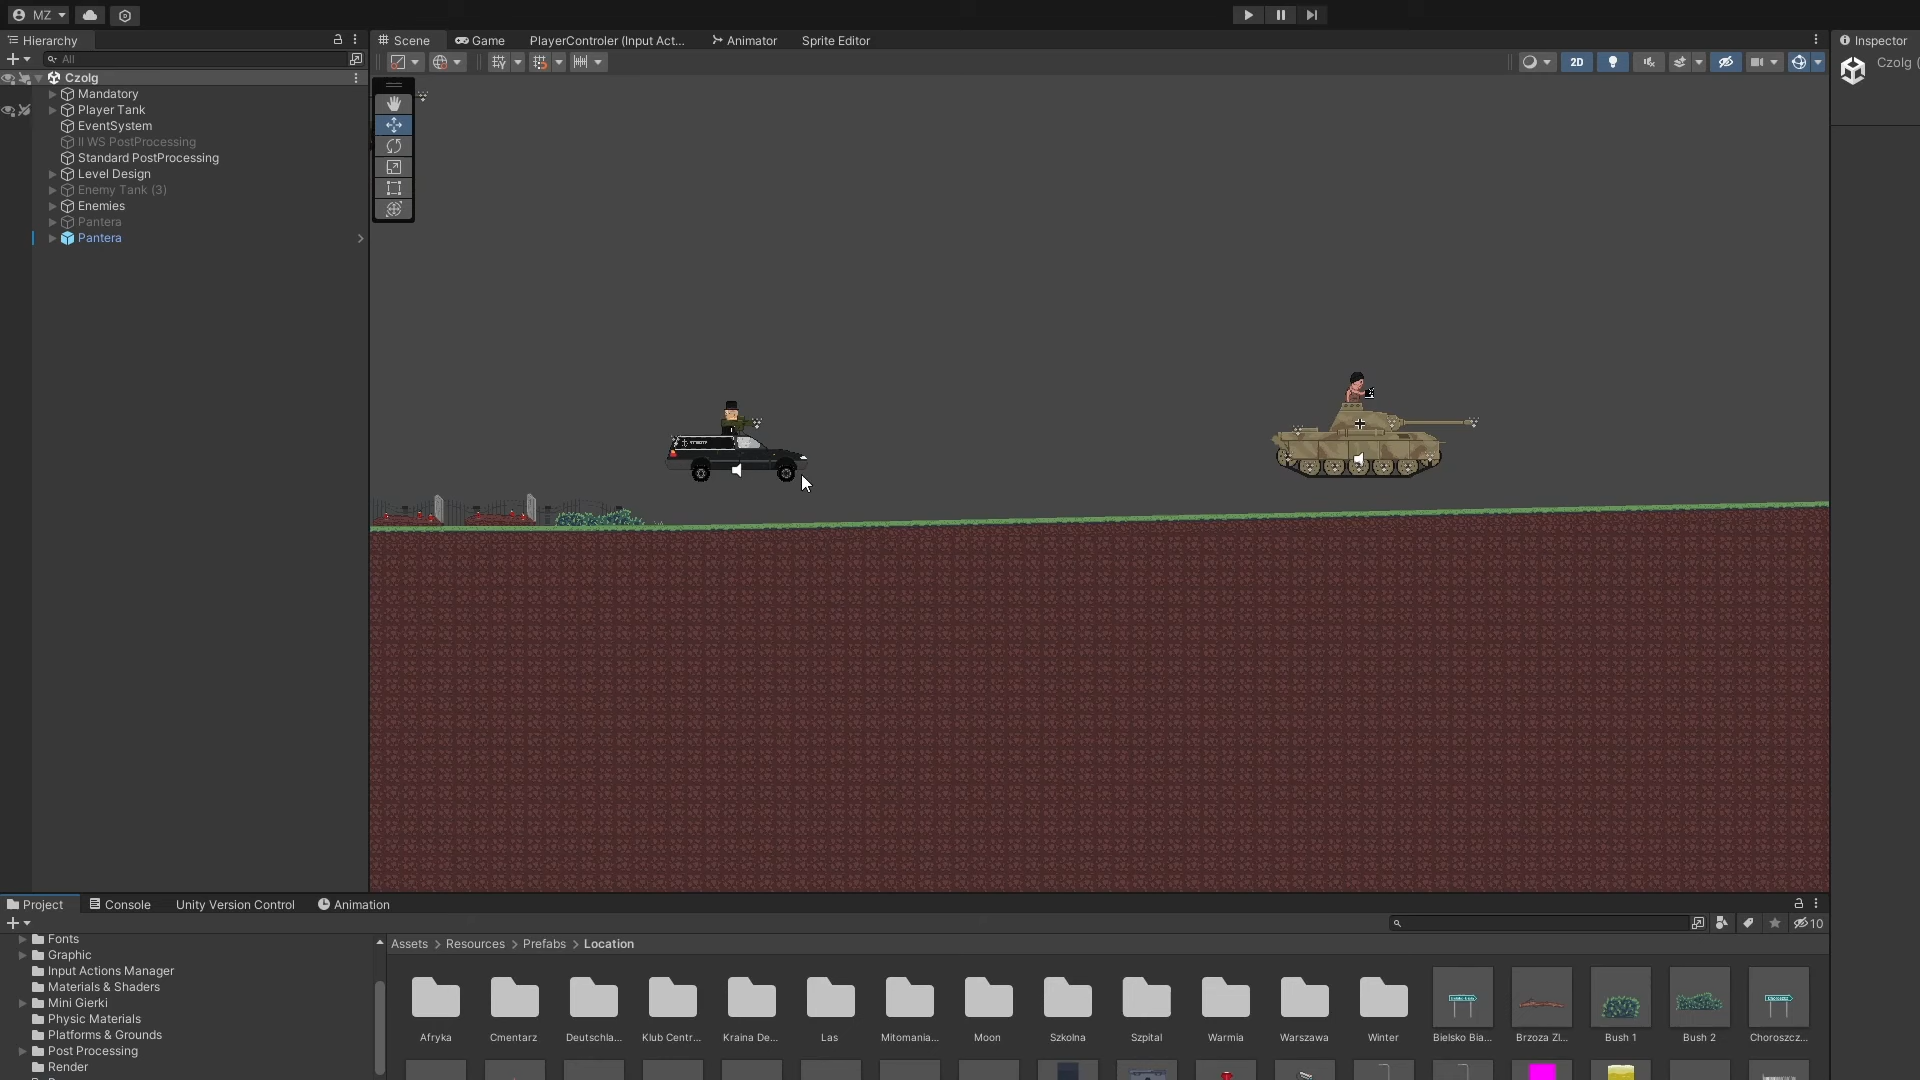 MZ
Hierarchy
All
Czolg
Mandatory
Player Tank
EventSystem
II WS PostProcessing
Standard PostProcessing
Level Design
Enemy Tank (3)
Enemies
Pantera
Pantera
Scene
Game
PlayerControler (Input Act...
Animator
Sprite Editor
2D
Inspector
Czolg (
Project
Console
Unity Version Control
Animation
10
Fonts
Graphic
Input Actions Manager
Materials & Shaders
Mini Gierki
Physic Materials
Platforms & Grounds
Post Processing
Render
Assets > Resources > Prefabs > Location
Afryka
Cmentarz
Deutschla...
Klub Centr...
Kraina De...
Las
Mitomania...
Moon
Szkolna
Szpital
Warmia
Warszawa
Winter
Bielsko Bia...
Brzoza Zl...
Bush 1
Bush 2
Choroszcz...